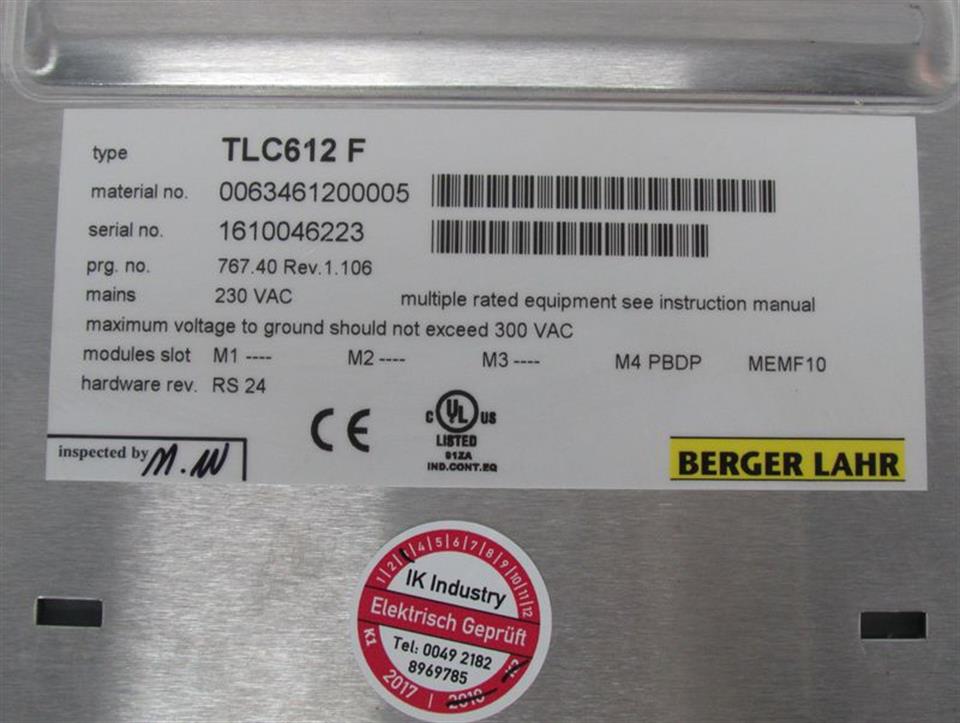 type TLC612 F
material no. 0063461200005
serial no. 1610046223
prg. no. 767.40 Rev.1.106
mains 230 VAC multiple rated equipment see instruction manual
maximum voltage to ground should not exceed 300 VAC
modules slot M1 ---- M2 ---- M3 ---- M4 PBDP MEMF10
hardware rev. RS 24
CE
C UL US
LISTED
91ZA
IND.CONT.EQ
inspected by M.W
BERGER LAHR
1|2|3|4|5|6|7|8|9|10|11|12
IK Industry
Elektrisch Geprüft
Tel: 0049 2182
8969785
K1 2017 | 2018